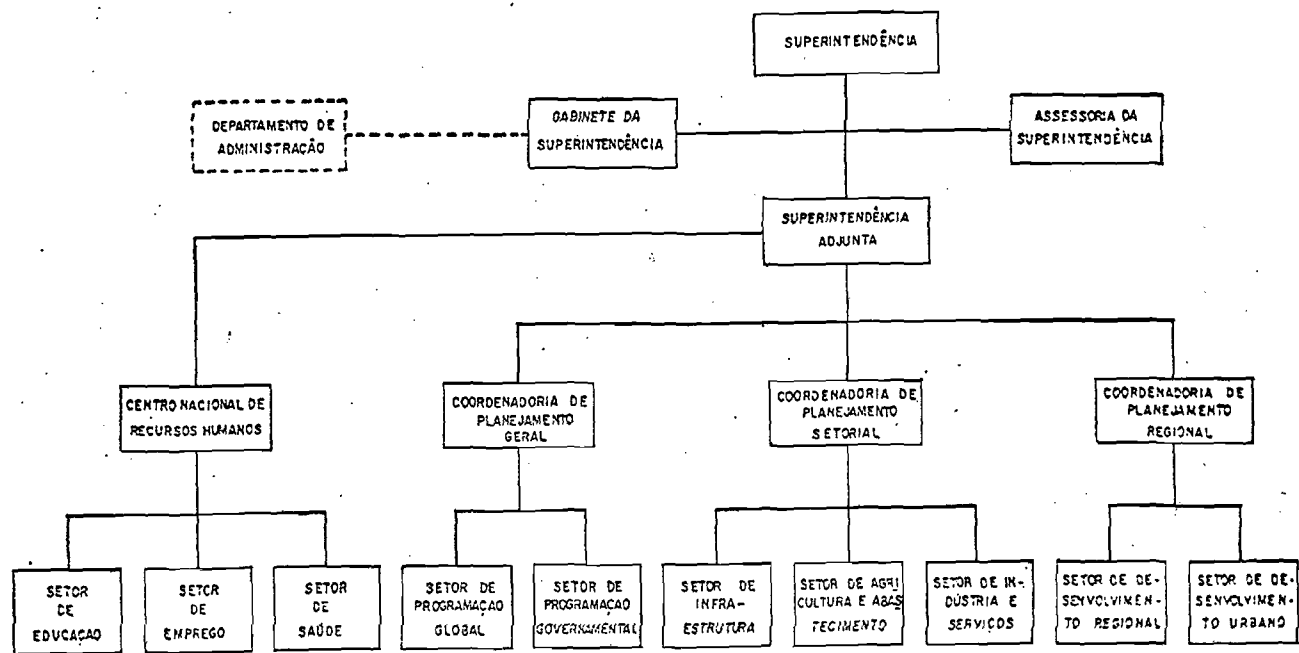 SUPERINTENDÊNCIA
DEPARTAMENTO DE
ADMINISTRAÇÃO
GABINETE DA
SUPERINTENDÊNCIA
ASSESSORIA DA
SUPERINTENDÊNCIA
SUPERINTENDÊNCIA
ADJUNTA
CENTRO NACIONAL DE
RECURSOS HUMANOS
COORDENADORIA DE
PLANEJAMENTO
GERAL
COORDENADORIA DE
PLANEJAMENTO
SETORIAL
COORDENADORIA DE
PLANEJAMENTO
REGIONAL
SETOR
DE
EDUCAÇÃO
SETOR
DE
EMPREGO
SETOR
DE
SAÚDE
SETOR DE
PROGRAMAÇÃO
GLOBAL
SETOR DE
PROGRAMAÇÃO
GOVERNAMENTAL
SETOR DE
INFRA-
ESTRUTURA
SETOR DE AGRI
CULTURA E ABAS
TECIMENTO
SETOR DE IN-
DÚSTRIA E
SERVIÇOS
SETOR DE DE-
SENVOLVIMEN-
TO REGIONAL
SETOR DE DE-
SENVOLVIMEN-
TO URBANO